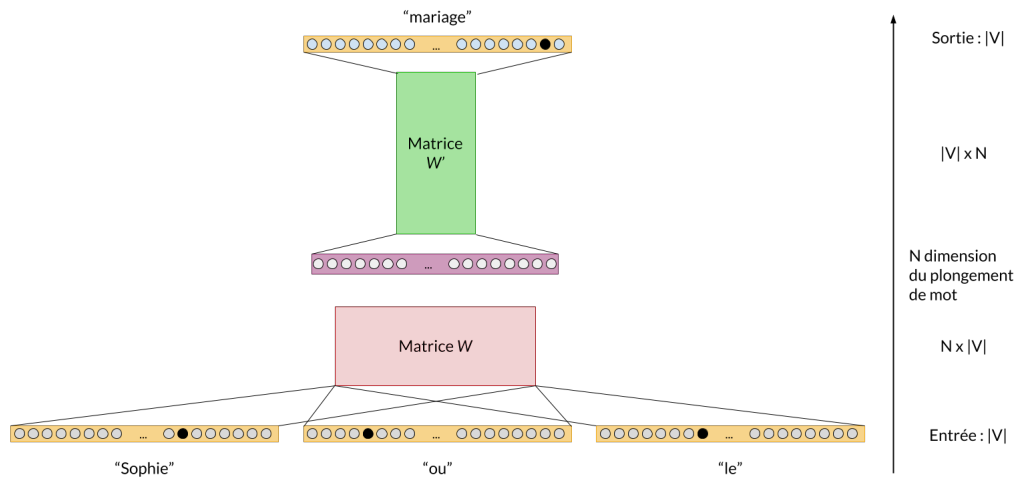 “mariage”
...
Sortie : |V|
Matrice
W’
|V| x N
...
N dimension
du plongement
de mot
Matrice W
N x |V|
...
...
...
Entrée : |V|
“Sophie”
“ou”
“le”